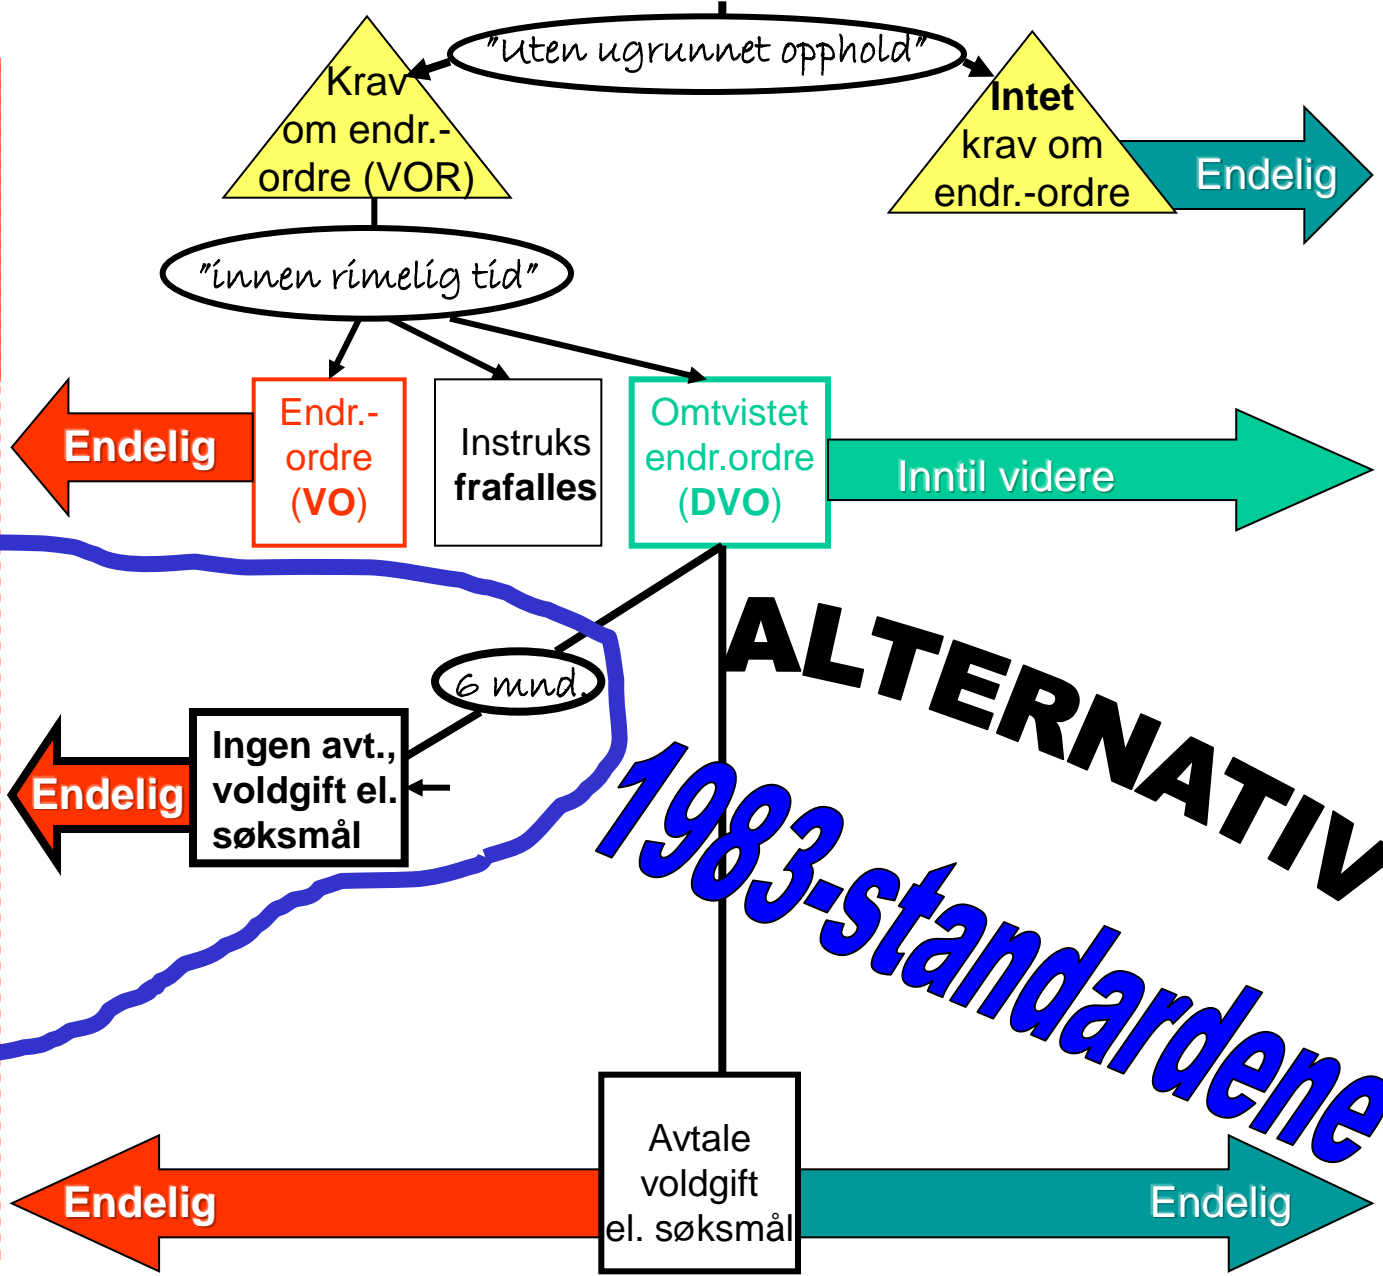 "Uten ugrunnet opphold"
Krav
om endr.-
ordre (VOR)
Intet
krav om
endr.-ordre
Endelig
"innen rimelig tid"
Endelig
Endr.-
ordre
(VO)
Instruks
frafalles
Omtvistet
endr.ordre
(DVO)
Inntil videre
ALTERNATIV
6 mnd.
Endelig
Ingen avt.,
voldgift el.
søksmål
1983-standardene
Endelig
Avtale
voldgift
el. søksmål
Endelig